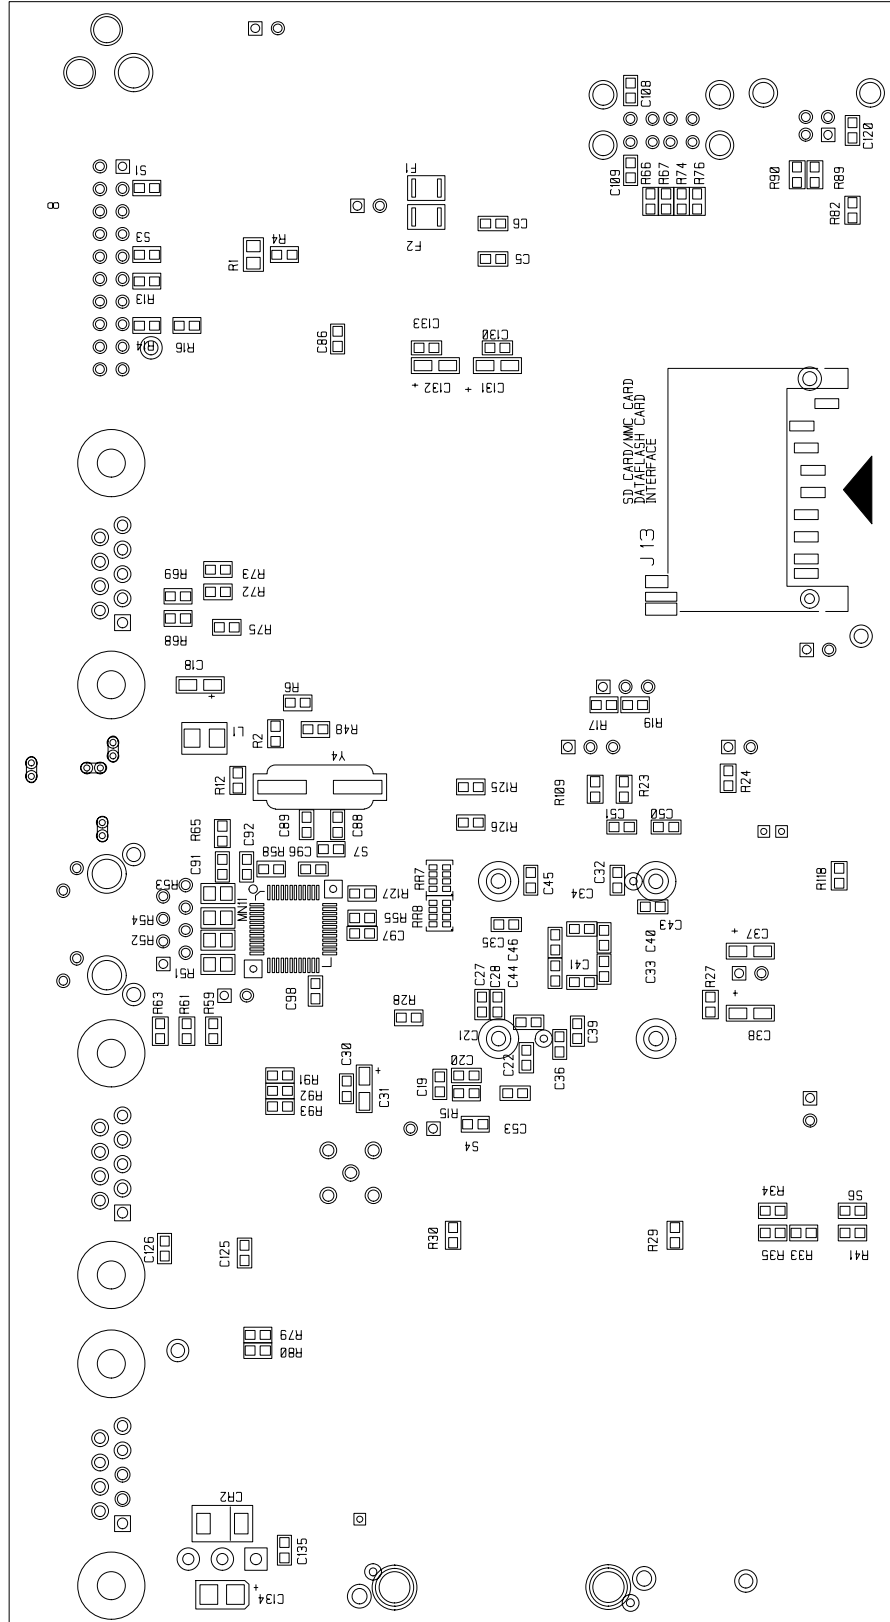 C108
C120
S1
C109
R66
R67
R74
R76
R90
R89
F1
8
R82
C6
F2
S3
R4
R1
C5
R13
R14
R16
C86
C133
C130
C132
+
C131
+
SD CARD/MMC CARD
DATAFLASH CARD
INTERFACE
J13
R69
R73
R72
R68
R75
C18
+
R6
R17
R19
L1
R2
R48
Y4
R12
R24
R125
R109
R23
C89
C88
R65
C92
R126
C51
C50
S7
C91
R58
C96
RR7
C34
C32
R118
R53
C45
R127
MN11
R54
RR8
R55
C43
R52
C97
C35
C46
C40
C37
+
R51
C41
C33
C44
C28
C27
R27
C98
+
R63
R61
R59
R28
C21
C39
C38
C22
C36
C30
C20
R91
R92
R93
C31
+
C19
R15
C53
S4
R34
S6
C126
C125
R30
R29
R35
R33
R41
R79
R80
CR2
C135
C134
+